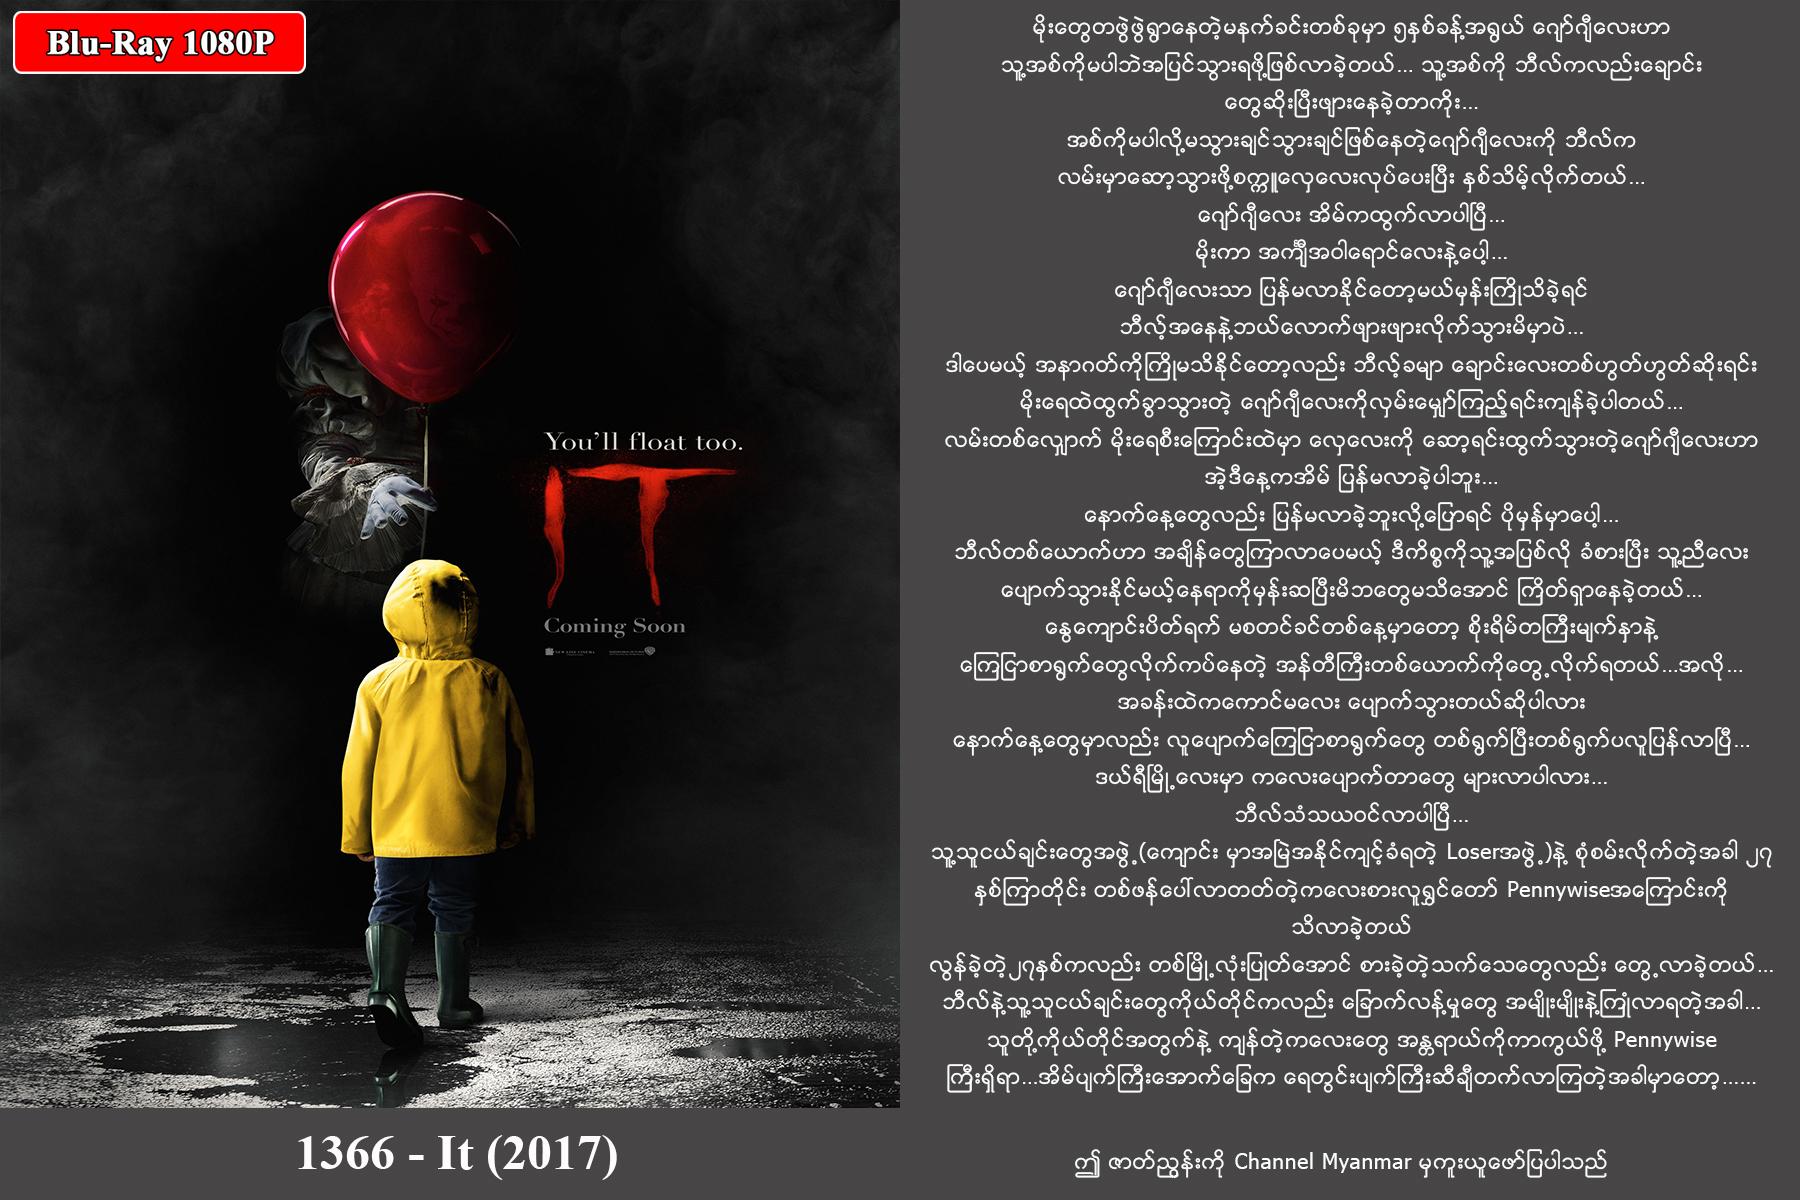 Blu-Ray 1080P
You'll float too.
IT
Coming Soon
NEW LINE CINEMA
1366 - It (2017)
မိုးတွေတဖွဲဖွဲရွာနေတဲ့မနက်ခင်းတစ်ခုမှာ ၅နှစ်ခန့်အရွယ် ဂျော်ဂျီလေးဟာ
သူ့အစ်ကိုမပါဘဲအပြင်သွားရဖို့ဖြစ်လာခဲ့တယ်... သူ့အစ်ကို ဘီလ်ကလည်းချောင်း
တွေဆိုးပြီးဖျားနေခဲ့တာကိုး...
အစ်ကိုမပါလို့မသွားချင်သွားချင်ဖြစ်နေတဲ့ဂျော်ဂျီလေးကို ဘီလ်က
လမ်းမှာဆော့သွားဖို့စက္ကူလှေလေးလုပ်ပေးပြီး နှစ်သိမ့်လိုက်တယ်...
ဂျော်ဂျီလေး အိမ်ကထွက်လာပါပြီ...
မိုးကာ အင်္ကျီအဝါရောင်လေးနဲ့ပေါ့...
ဂျော်ဂျီလေးသာ ပြန်မလာနိုင်တော့မယ်မှန်းကြိုသိခဲ့ရင်
ဘီလ့်အနေနဲ့ဘယ်လောက်ဖျားဖျားလိုက်သွားမိမှာပဲ...
ဒါပေမယ့် အနာဂတ်ကိုကြိုမသိနိုင်တော့လည်း ဘီလ့်ခမျာ ချောင်းလေးတစ်ဟွတ်ဟွတ်ဆိုးရင်း
မိုးရေထဲထွက်ခွာသွားတဲ့ ဂျော်ဂျီလေးကိုလှမ်းမျှော်ကြည့်ရင်းကျန်ခဲ့ပါတယ်...
လမ်းတစ်လျှောက် မိုးရေစီးကြောင်းထဲမှာ လှေလေးကို ဆော့ရင်းထွက်သွားတဲ့ဂျော်ဂျီလေးဟာ
အဲ့ဒီနေ့ကအိမ် ပြန်မလာခဲ့ပါဘူး...
နောက်နေ့တွေလည်း ပြန်မလာခဲ့ဘူးလို့ပြောရင် ပိုမှန်မှာပေါ့...
ဘီလ်တစ်ယောက်ဟာ အချိန်တွေကြာလာပေမယ့် ဒီကိစ္စကိုသူ့အပြစ်လို ခံစားပြီး သူ့ညီလေး
ပျောက်သွားနိုင်မယ့်နေရာကိုမှန်းဆပြီးမိဘတွေမသိအောင် ကြိတ်ရှာနေခဲ့တယ်...
နွေကျောင်းပိတ်ရက် မစတင်ခင်တစ်နေ့မှာတော့ စိုးရိမ်တကြီးမျက်နှာနဲ့
ကြေငြာစာရွက်တွေလိုက်ကပ်နေတဲ့ အန်တီကြီးတစ်ယောက်ကိုတွေ့လိုက်ရတယ်...အလို...
အခန်းထဲကကောင်မလေး ပျောက်သွားတယ်ဆိုပါလား
နောက်နေ့တွေမှာလည်း လူပျောက်ကြေငြာစာရွက်တွေ တစ်ရွက်ပြီးတစ်ရွက်ပလူပြန်လာပြီ...
ဒယ်ရီမြို့လေးမှာ ကလေးပျောက်တာတွေ များလာပါလား...
ဘီလ်သံသယဝင်လာပါပြီ...
သူ့သူငယ်ချင်းတွေအဖွဲ့(ကျောင်း မှာအမြဲအနိုင်ကျင့်ခံရတဲ့ Loserအဖွဲ့)နဲ့ စုံစမ်းလိုက်တဲ့အခါ ၂၇
နှစ်ကြာတိုင်း တစ်ဖန်ပေါ်လာတတ်တဲ့ကလေးစားလူရွှင်တော် Pennywiseအကြောင်းကို
သိလာခဲ့တယ်
လွန်ခဲ့တဲ့၂၇နှစ်ကလည်း တစ်မြို့လုံးပြုတ်အောင် စားခဲ့တဲ့သက်သေတွေလည်း တွေ့လာခဲ့တယ်...
ဘီလ်နဲ့သူ့သူငယ်ချင်းတွေကိုယ်တိုင်ကလည်း ခြောက်လန့်မှုတွေ အမျိုးမျိုးနဲ့ကြုံလာရတဲ့အခါ...
သူတို့ကိုယ်တိုင်အတွက်နဲ့ ကျန်တဲ့ကလေးတွေ အန္တရာယ်ကိုကာကွယ်ဖို့ Pennywise
ကြီးရှိရာ...အိမ်ပျက်ကြီးအောက်ခြေက ရေတွင်းပျက်ကြီးဆီချီတက်လာကြတဲ့အခါမှာတော့......
ဤ ဇာတ်ညွှန်းကို Channel Myanmar မှကူးယူဖော်ပြပါသည်